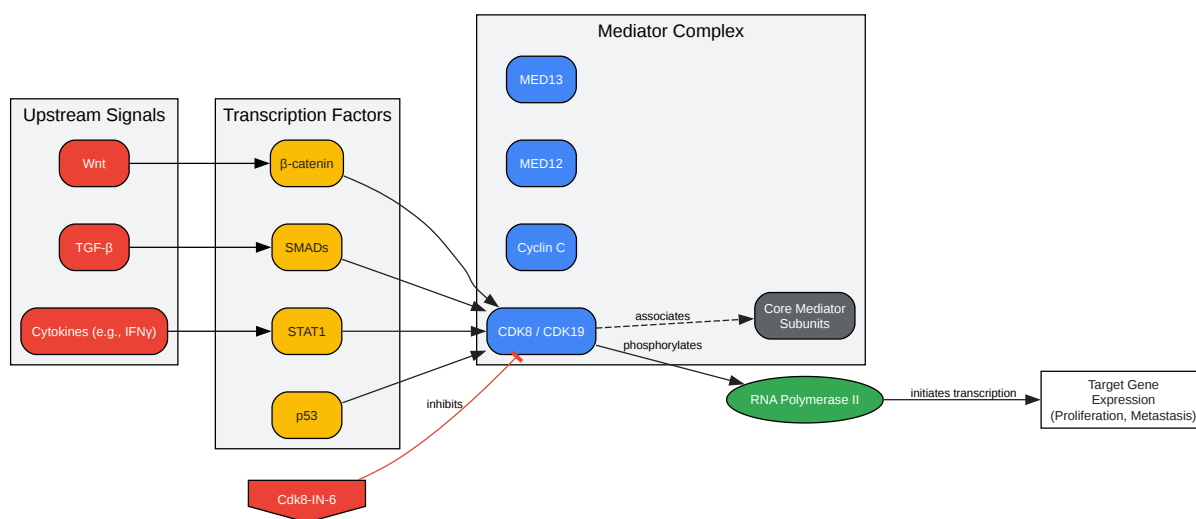 Upstream Signals
Wnt
TGF-β
Cytokines (e.g., IFNγ)
Transcription Factors
β-catenin
SMADs
STAT1
p53
Cdk8-IN-6
inhibits
Mediator Complex
MED13
MED12
Cyclin C
CDK8 / CDK19
associates
phosphorylates
Core Mediator
Subunits
RNA Polymerase II
initiates transcription
Target Gene
Expression
(Proliferation, Metastasis)